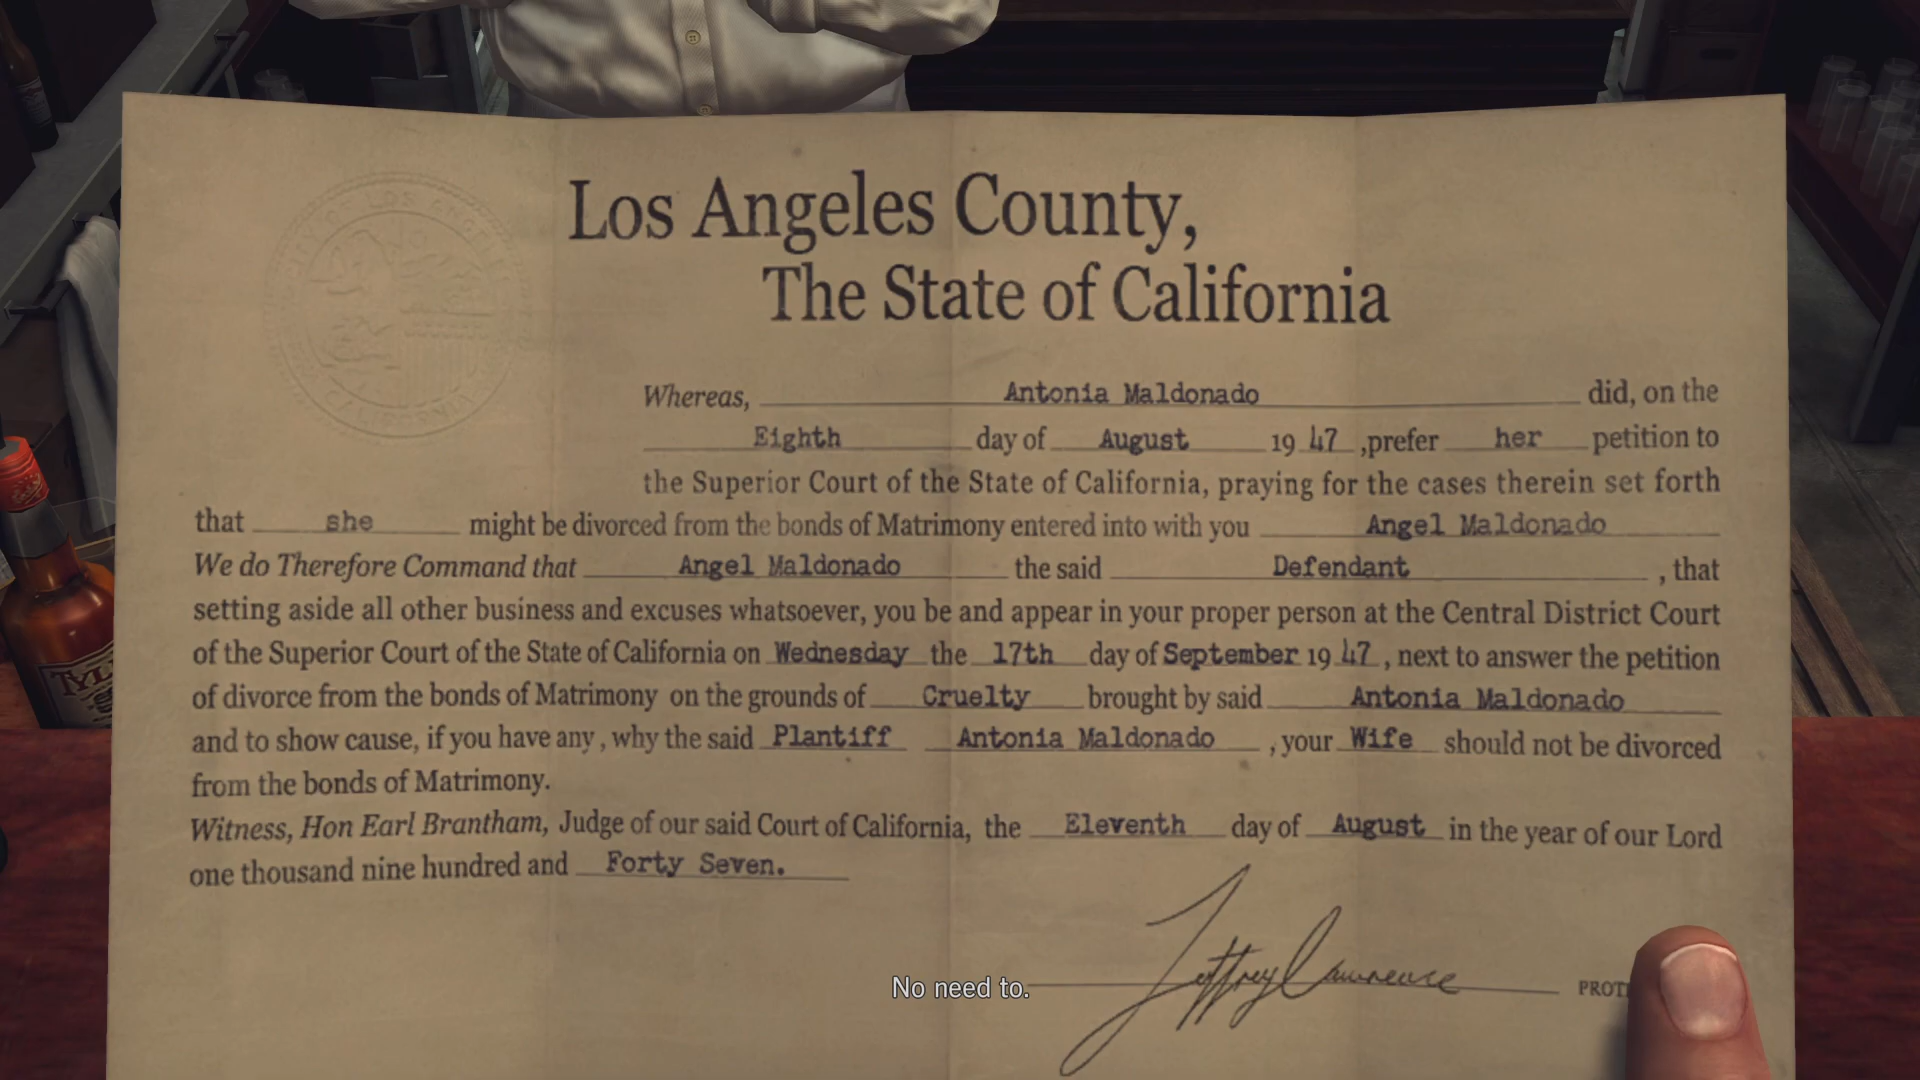 Los Angeles County,
The State of California
Whereas, Antonia Maldonado did, on the
Eighth day of August 19 47 ,prefer her petition to
the Superior Court of the State of California, praying for the cases therein set forth
that she might be divorced from the bonds of Matrimony entered into with you Angel Maldonado
We do Therefore Command that Angel Maldonado the said Defendant , that
setting aside all other business and excuses whatsoever, you be and appear in your proper person at the Central District Court
of the Superior Court of the State of California on Wednesday the 17th day of September 19 47 , next to answer the petition
of divorce from the bonds of Matrimony on the grounds of Cruelty brought by said Antonia Maldonado
and to show cause, if you have any , why the said Plantiff Antonia Maldonado , your Wife should not be divorced
from the bonds of Matrimony.
Witness, Hon Earl Brantham, Judge of our said Court of California, the Eleventh day of August in the year of our Lord
one thousand nine hundred and Forty Seven.
Jeffrey Lawrence
No need to.